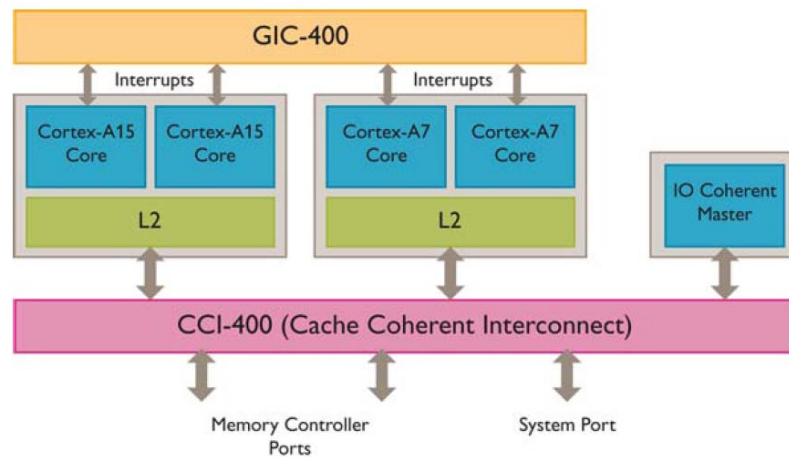 GIC-400
Interrupts
Interrupts
Cortex-A15
Core
Cortex-A15
Core
Cortex-A7
Core
Cortex-A7
Core
L2
L2
IO Coherent
Master
CCI-400 (Cache Coherent Interconnect)
Memory Controller
Ports
System Port